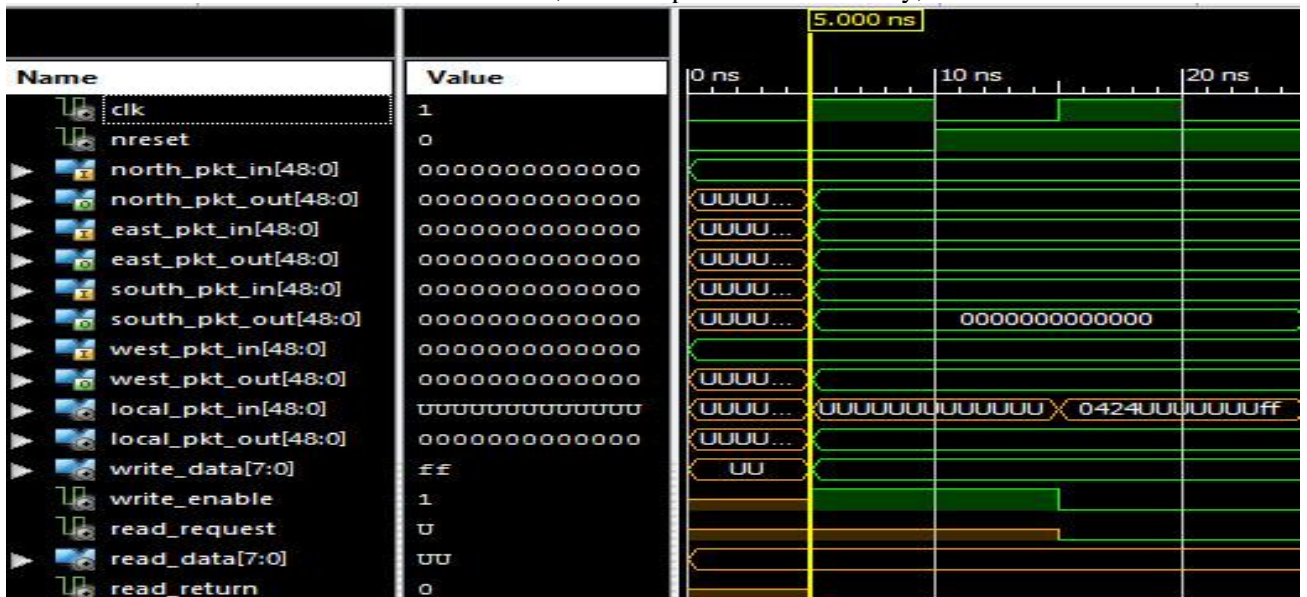 5.000 ns
Name Value 0 ns 10 ns 20 ns
clk 1
nreset 0
north_pkt_in[48:0] 0000000000000
north_pkt_out[48:0] 0000000000000 UUUU...
east_pkt_in[48:0] 0000000000000 UUUU...
east_pkt_out[48:0] 0000000000000 UUUU...
south_pkt_in[48:0] 0000000000000 UUUU...
south_pkt_out[48:0] 0000000000000 UUUU... 0000000000000
west_pkt_in[48:0] 0000000000000
west_pkt_out[48:0] 0000000000000 UUUU...
local_pkt_in[48:0] UUUUUUUUUUUUU UUUU... UUUUUUUUUUUUU 0424UUUUUUUff
local_pkt_out[48:0] 0000000000000 UUUU...
write_data[7:0] ff UU
write_enable 1
read_request U
read_data[7:0] UU
read_return 0